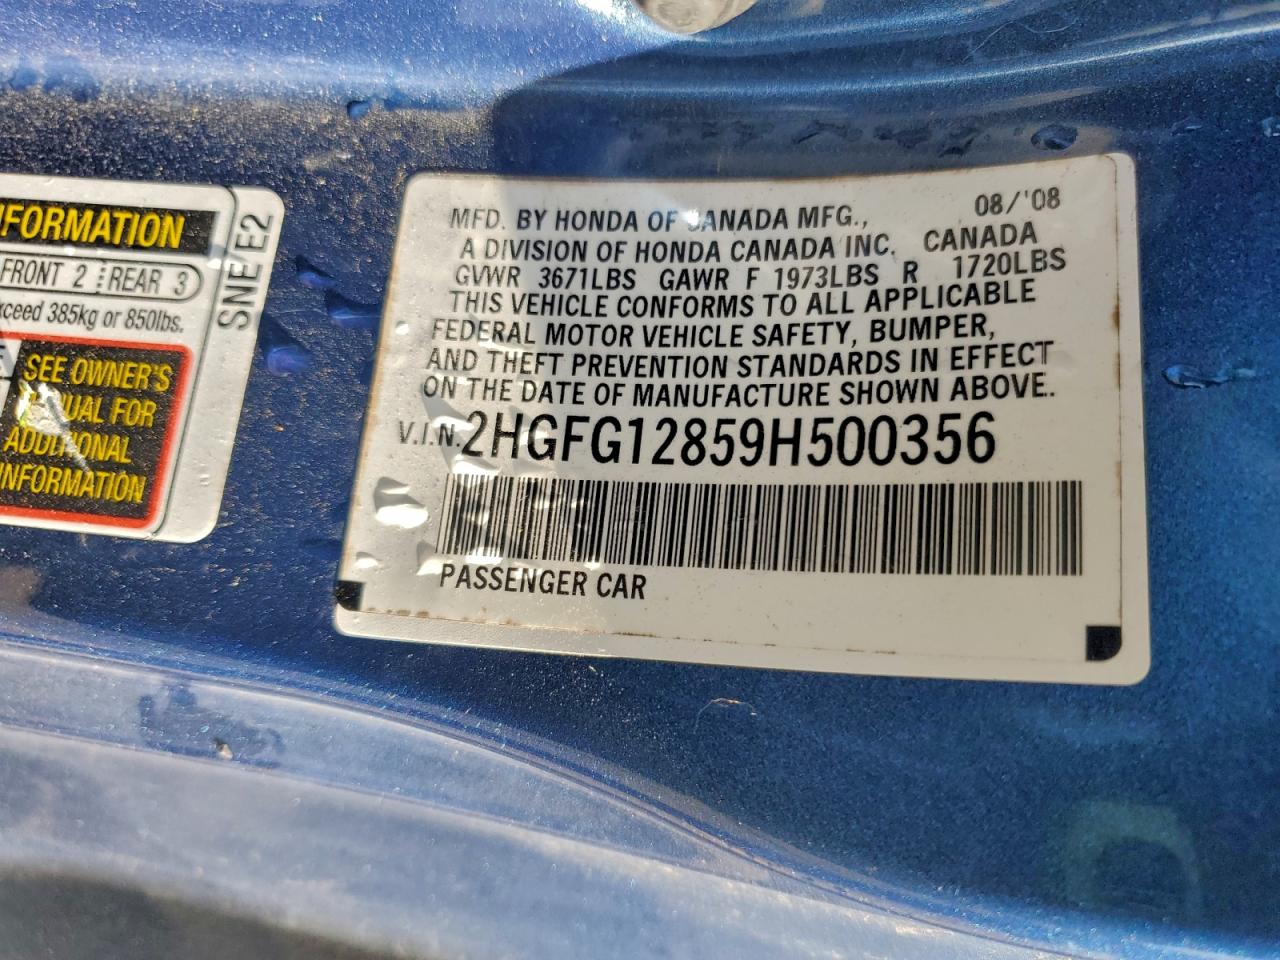 NFORMATION
FRONT 2 REAR 3
xceed 385kg or 850lbs.
SEE OWNER'S
MANUAL FOR
ADDITIONAL
INFORMATION
SNE E2
08/'08
MFD. BY HONDA OF CANADA MFG.,
A DIVISION OF HONDA CANADA INC. CANADA
GVWR 3671LBS GAWR F 1973LBS R 1720LBS
THIS VEHICLE CONFORMS TO ALL APPLICABLE
FEDERAL MOTOR VEHICLE SAFETY, BUMPER,
AND THEFT PREVENTION STANDARDS IN EFFECT
ON THE DATE OF MANUFACTURE SHOWN ABOVE.
V.I.N. 2HGFG12859H500356
PASSENGER CAR